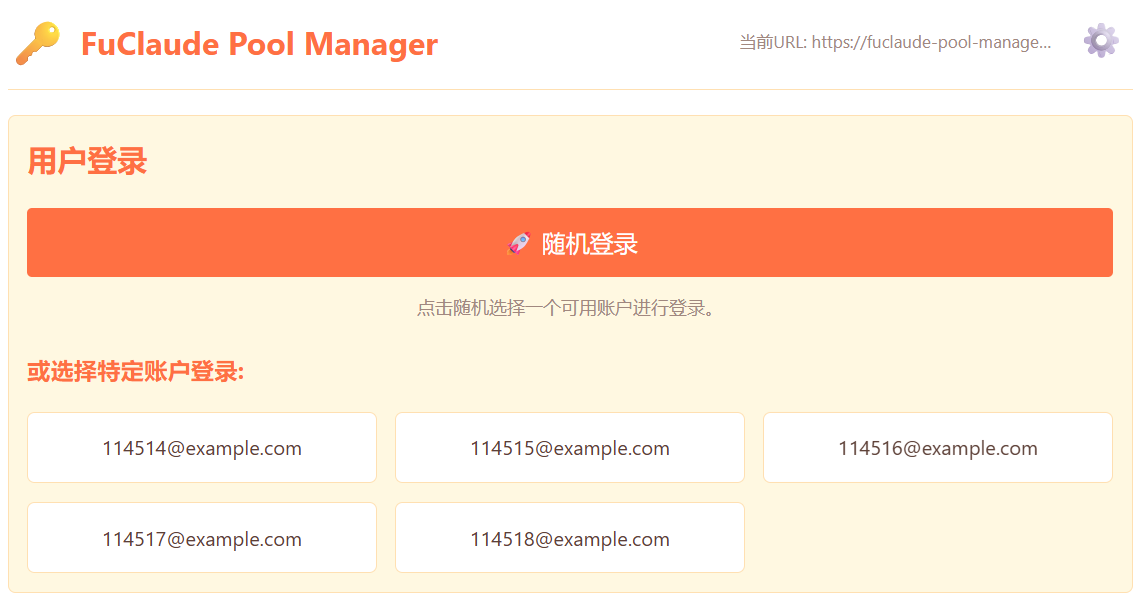 FuClaude Pool Manager
当前URL: https://fuclaude-pool-manage...
用户登录
随机登录
点击随机选择一个可用账户进行登录。
或选择特定账户登录:
114514@example.com
114515@example.com
114516@example.com
114517@example.com
114518@example.com